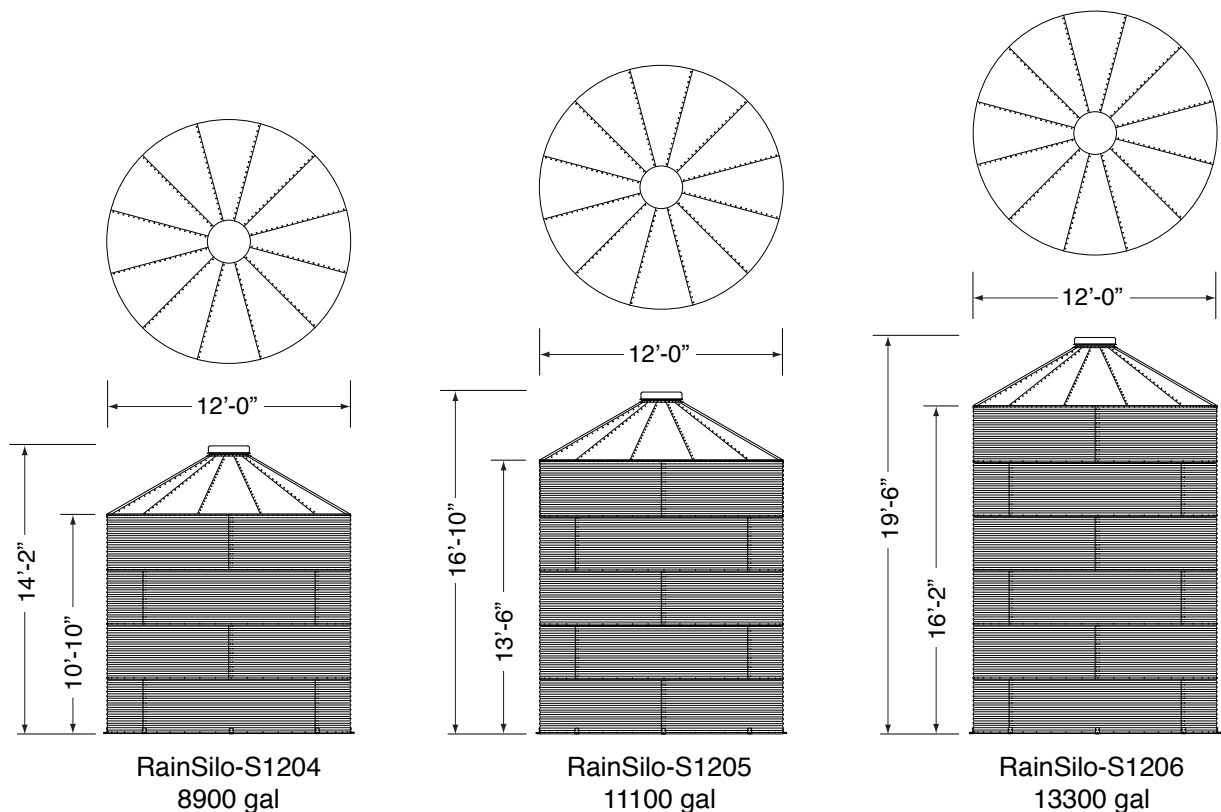 12’-0”
14’-2”
10’-10”
RainSilo-S1204
8900 gal
12’-0”
16’-10”
13’-6”
RainSilo-S1205
11100 gal
12’-0”
19’-6”
16’-2”
RainSilo-S1206
13300 gal